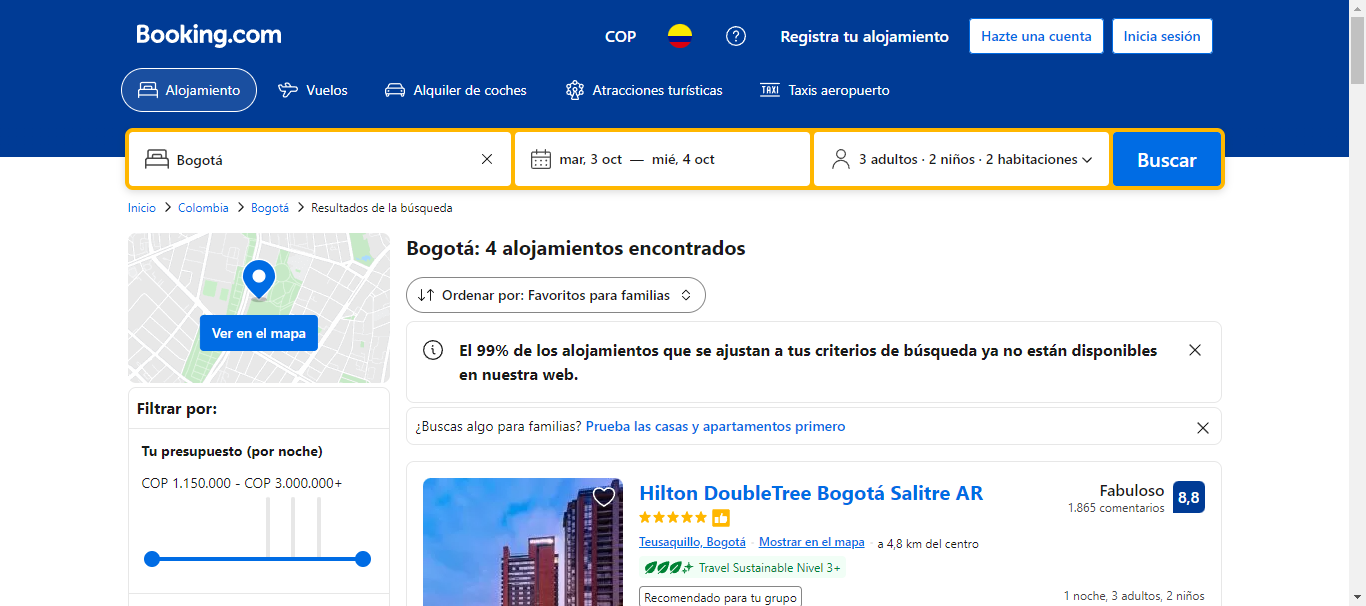 Booking.com
COP
Registra tu alojamiento
Hazte una cuenta
Inicia sesión
Alojamiento
Vuelos
Alquiler de coches
Atracciones turísticas
TAXI
Taxis aeropuerto
Bogotá
mar, 3 oct — mié, 4 oct
3 adultos · 2 niños · 2 habitaciones
Buscar
Inicio
Colombia
Bogotá
Resultados de la búsqueda
Ver en el mapa
Filtrar por:
Tu presupuesto (por noche)
COP 1.150.000 - COP 3.000.000+
Bogotá: 4 alojamientos encontrados
Ordenar por: Favoritos para familias
El 99% de los alojamientos que se ajustan a tus criterios de búsqueda ya no están disponibles
en nuestra web.
¿Buscas algo para familias? Prueba las casas y apartamentos primero
Hilton DoubleTree Bogotá Salitre AR
Fabuloso
1.865 comentarios
8,8
Teusaquillo, Bogotá · Mostrar en el mapa · a 4,8 km del centro
Travel Sustainable Nivel 3+
Recomendado para tu grupo
1 noche, 3 adultos, 2 niños